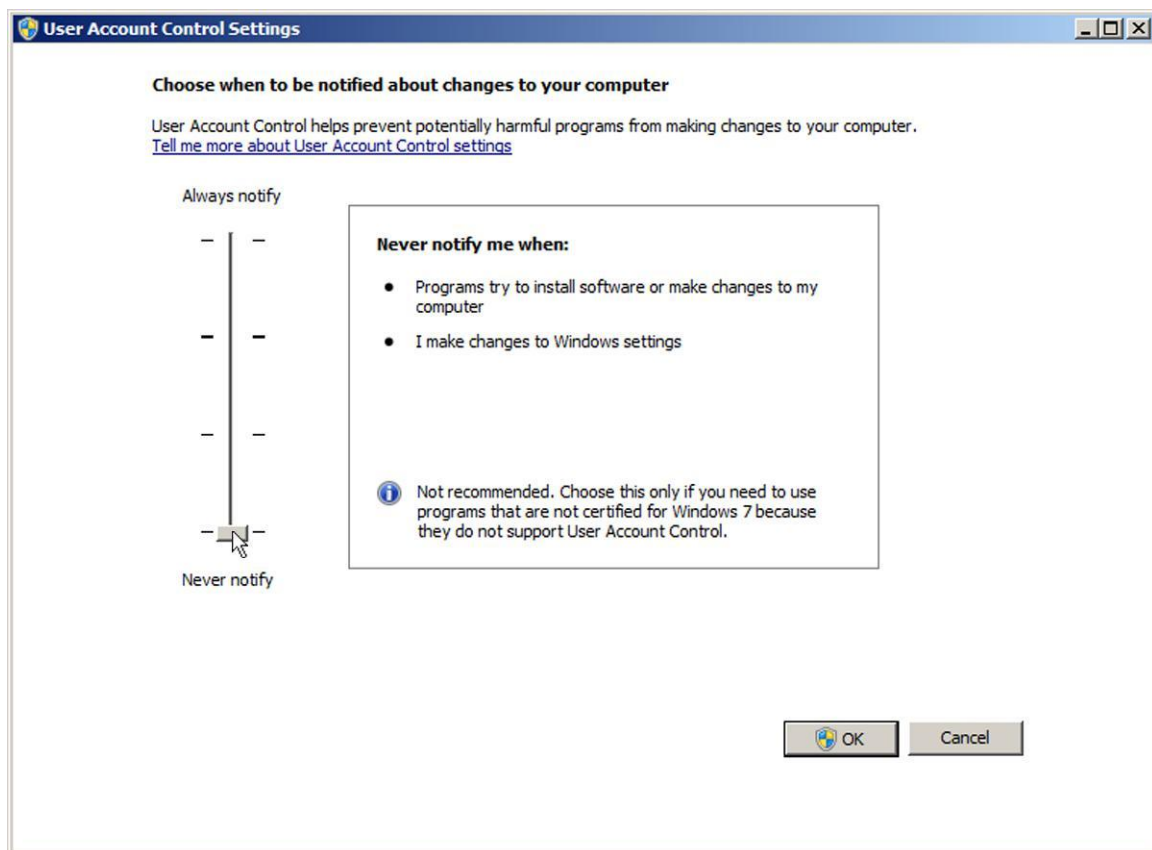 User Account Control Settings
Choose when to be notified about changes to your computer
User Account Control helps prevent potentially harmful programs from making changes to your computer.
Tell me more about User Account Control settings
Always notify
Never notify me when:
Programs try to install software or make changes to my
computer
I make changes to Windows settings
Not recommended. Choose this only if you need to use
programs that are not certified for Windows 7 because
they do not support User Account Control.
Never notify
OK
Cancel